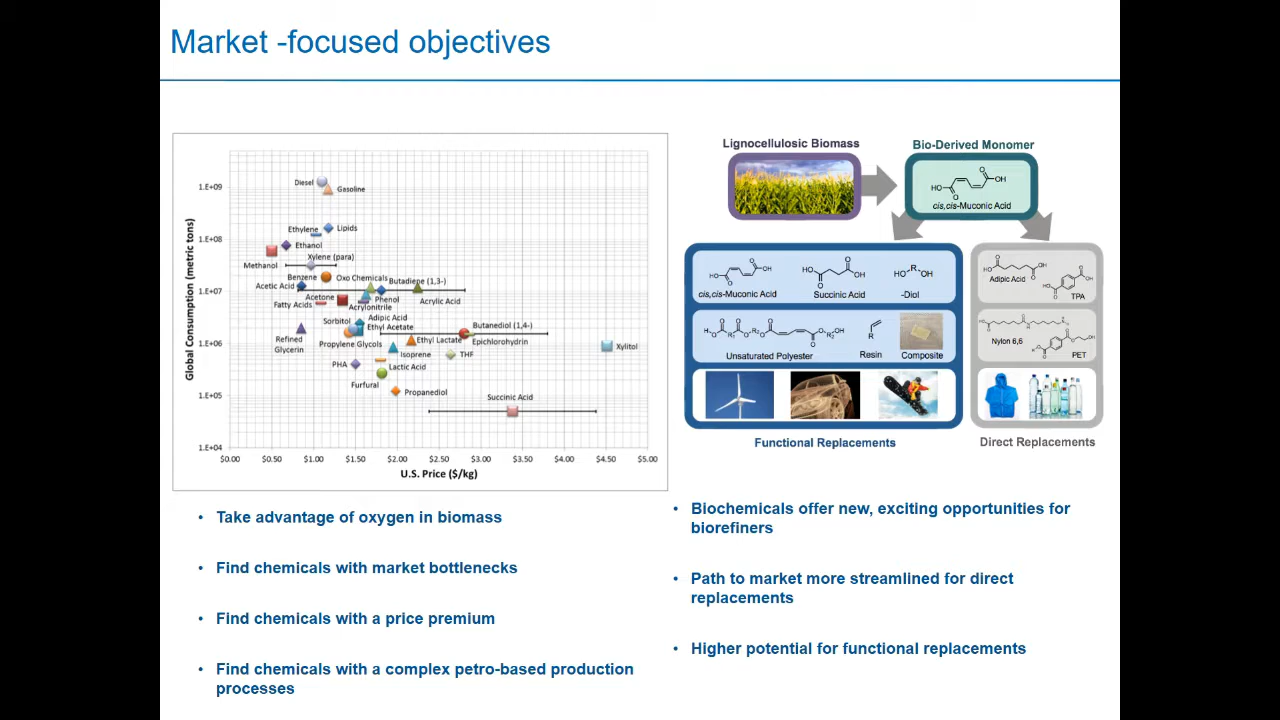 Market -focused objectives
Global Consumption (metric tons)
1.E+09
1.E+08
1.E+07
1.E+06
1.E+05
1.E+04
Diesel
Gasoline
Ethylene
Lipids
Ethanol
Methanol
Xylene (para)
Benzene
Oxo Chemicals
Butadiene (1,3-)
Acetic Acid
Acetone
Phenol
Acrylic Acid
Fatty Acids
Acrylonitrile
Sorbitol
Adipic Acid
Ethyl Acetate
Butanediol (1,4-)
Refined
Glycerin
Propylene Glycols
Ethyl Lactate
Epichlorohydrin
Isoprene
THF
Xylitol
PHA
Lactic Acid
Furfural
Propanediol
Succinic Acid
$0.00 $0.50 $1.00 $1.50 $2.00 $2.50 $3.00 $3.50 $4.00 $4.50 $5.00
U.S. Price ($/kg)
Lignocellulosic Biomass
Bio-Derived Monomer
HO
O
O
OH
cis,cis-Muconic Acid
cis,cis-Muconic Acid
Succinic Acid
HO R OH
-Diol
Adipic Acid
TPA
Unsaturated Polyester
R
Resin
Composite
Nylon 6,6
PET
Functional Replacements
Direct Replacements
• Take advantage of oxygen in biomass
• Find chemicals with market bottlenecks
• Find chemicals with a price premium
• Find chemicals with a complex petro-based production
processes
• Biochemicals offer new, exciting opportunities for
biorefiners
• Path to market more streamlined for direct
replacements
• Higher potential for functional replacements